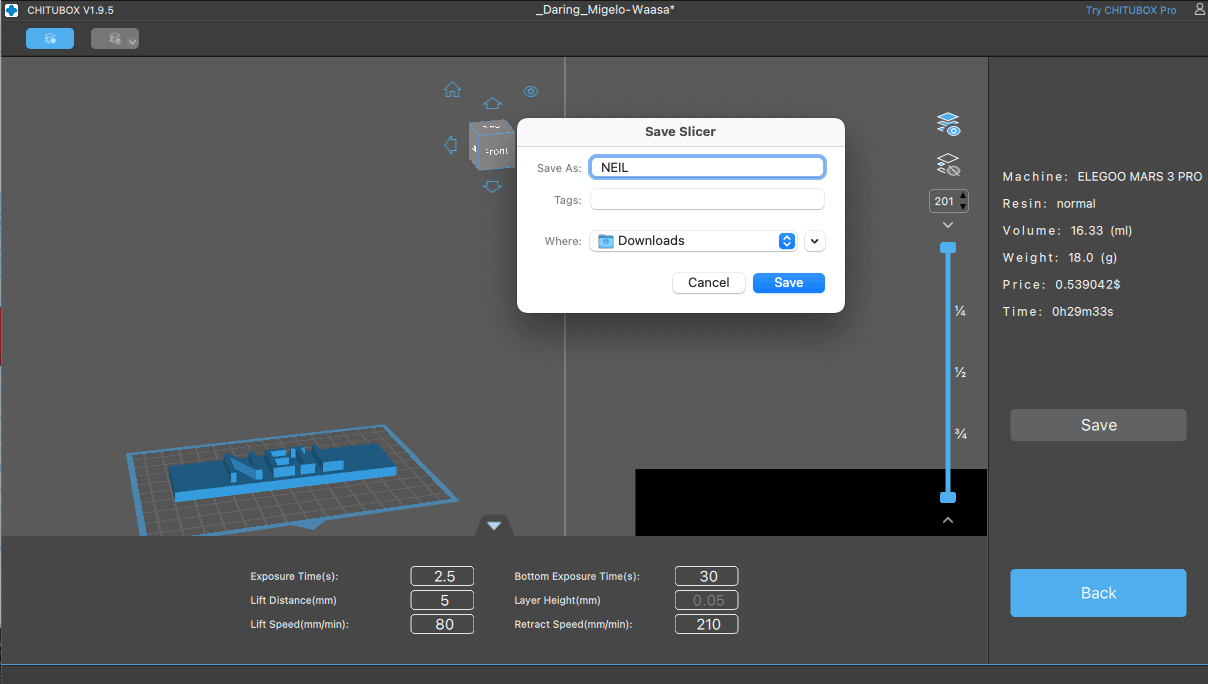 CHITUBOX V1.9.5
_Daring_Migelo-Waasa*
Try CHITUBOX Pro
Front
Save Slicer
Save As: NEIL
Tags:
Where: Downloads
Cancel
Save
201
¼
½
¾
Machine: ELEGOO MARS 3 PRO
Resin: normal
Volume: 16.33 (ml)
Weight: 18.0 (g)
Price: 0.539042$
Time: 0h29m33s
Save
Back
NEIL
Exposure Time(s): 2.5
Bottom Exposure Time(s): 30
Lift Distance(mm) 5
Layer Height(mm) 0.05
Lift Speed(mm/min): 80
Retract Speed(mm/min): 210